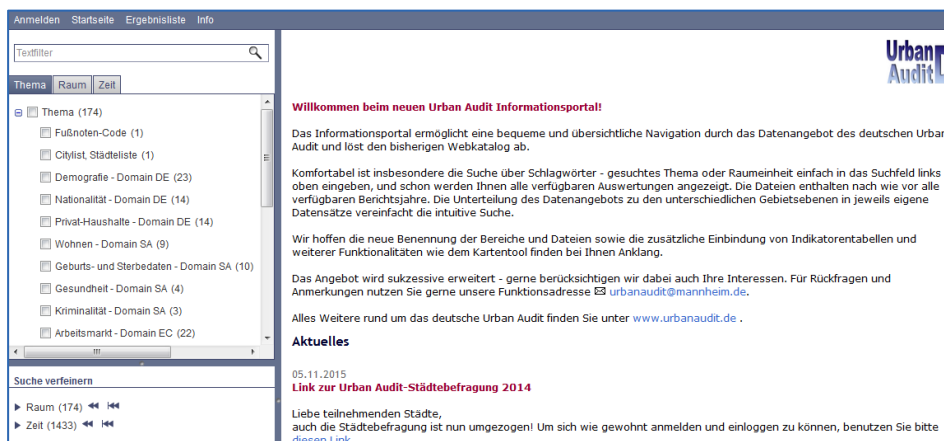 Anmelden Startseite Ergebnisliste Info
Textfilter
Thema Raum Zeit
Thema (174)
Fußnoten-Code (1)
Citylist, Städteliste (1)
Demografie - Domain DE (23)
Nationalität - Domain DE (14)
Privat-Haushalte - Domain DE (14)
Wohnen - Domain SA (9)
Geburts- und Sterbedaten - Domain SA (10)
Gesundheit - Domain SA (4)
Kriminalität - Domain SA (3)
Arbeitsmarkt - Domain EC (22)
Suche verfeinern
Raum (174)
Zeit (1433)
Urban
Audit
Willkommen beim neuen Urban Audit Informationsportal!
Das Informationsportal ermöglicht eine bequeme und übersichtliche Navigation durch das Datenangebot des deutschen Urban
Audit und löst den bisherigen Webkatalog ab.
Komfortabel ist insbesondere die Suche über Schlagwörter - gesuchtes Thema oder Raumeinheit einfach in das Suchfeld links
oben eingeben, und schon werden Ihnen alle verfügbaren Auswertungen angezeigt. Die Dateien enthalten nach wie vor alle
verfügbaren Berichtsjahre. Die Unterteilung des Datenangebots zu den unterschiedlichen Gebietsebenen in jeweils eigene
Datensätze vereinfacht die intuitive Suche.
Wir hoffen die neue Benennung der Bereiche und Dateien sowie die zusätzliche Einbindung von Indikatorentabellen und
weiterer Funktionalitäten wie dem Kartentool finden bei Ihnen Anklang.
Das Angebot wird sukzessive erweitert - gerne berücksichtigen wir dabei auch Ihre Interessen. Für Rückfragen und
Anmerkungen nutzen Sie gerne unsere Funktionsadresse urbanaudit@mannheim.de.
Alles Weitere rund um das deutsche Urban Audit finden Sie unter www.urbanaudit.de .
Aktuelles
05.11.2015
Link zur Urban Audit-Städtebefragung 2014
Liebe teilnehmenden Städte,
auch die Städtebefragung ist nun umgezogen! Um sich wie gewohnt anmelden und einloggen zu können, benutzen Sie bitte
diesen Link